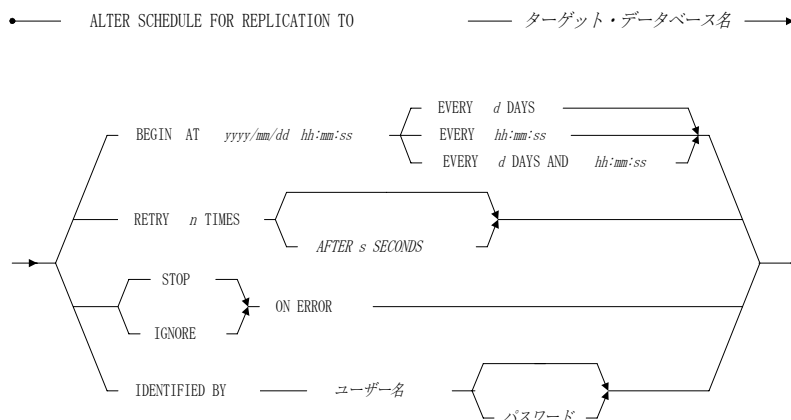 ALTER SCHEDULE FOR REPLICATION TO ターゲット・データベース名
EVERY d DAYS
BEGIN AT yyyy/mm/dd hh:mm:ss EVERY hh:mm:ss
EVERY d DAYS AND hh:mm:ss
RETRY n TIMES
AFTER s SECONDS
STOP
ON ERROR
IGNORE
IDENTIFIED BY ユーザー名
パスワード